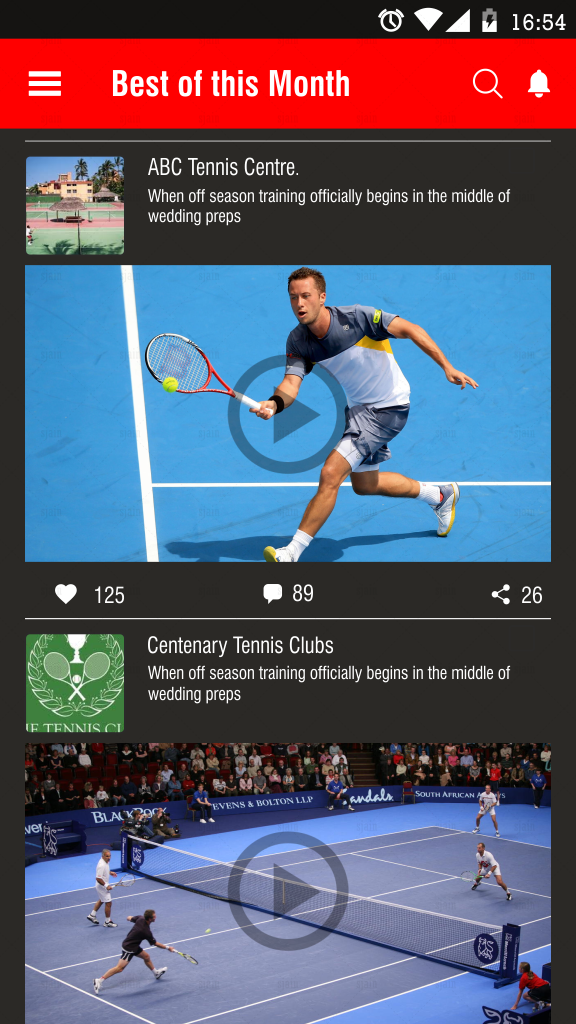 16:54
Best of this Month
ABC Tennis Centre.
When off season training officially begins in the middle of
wedding preps
125
89
26
Centenary Tennis Clubs
When off season training officially begins in the middle of
wedding preps
TENNIS
BLACKROCK
EVENS & BOLTON LLP
andals
SOUTH AFRICAN